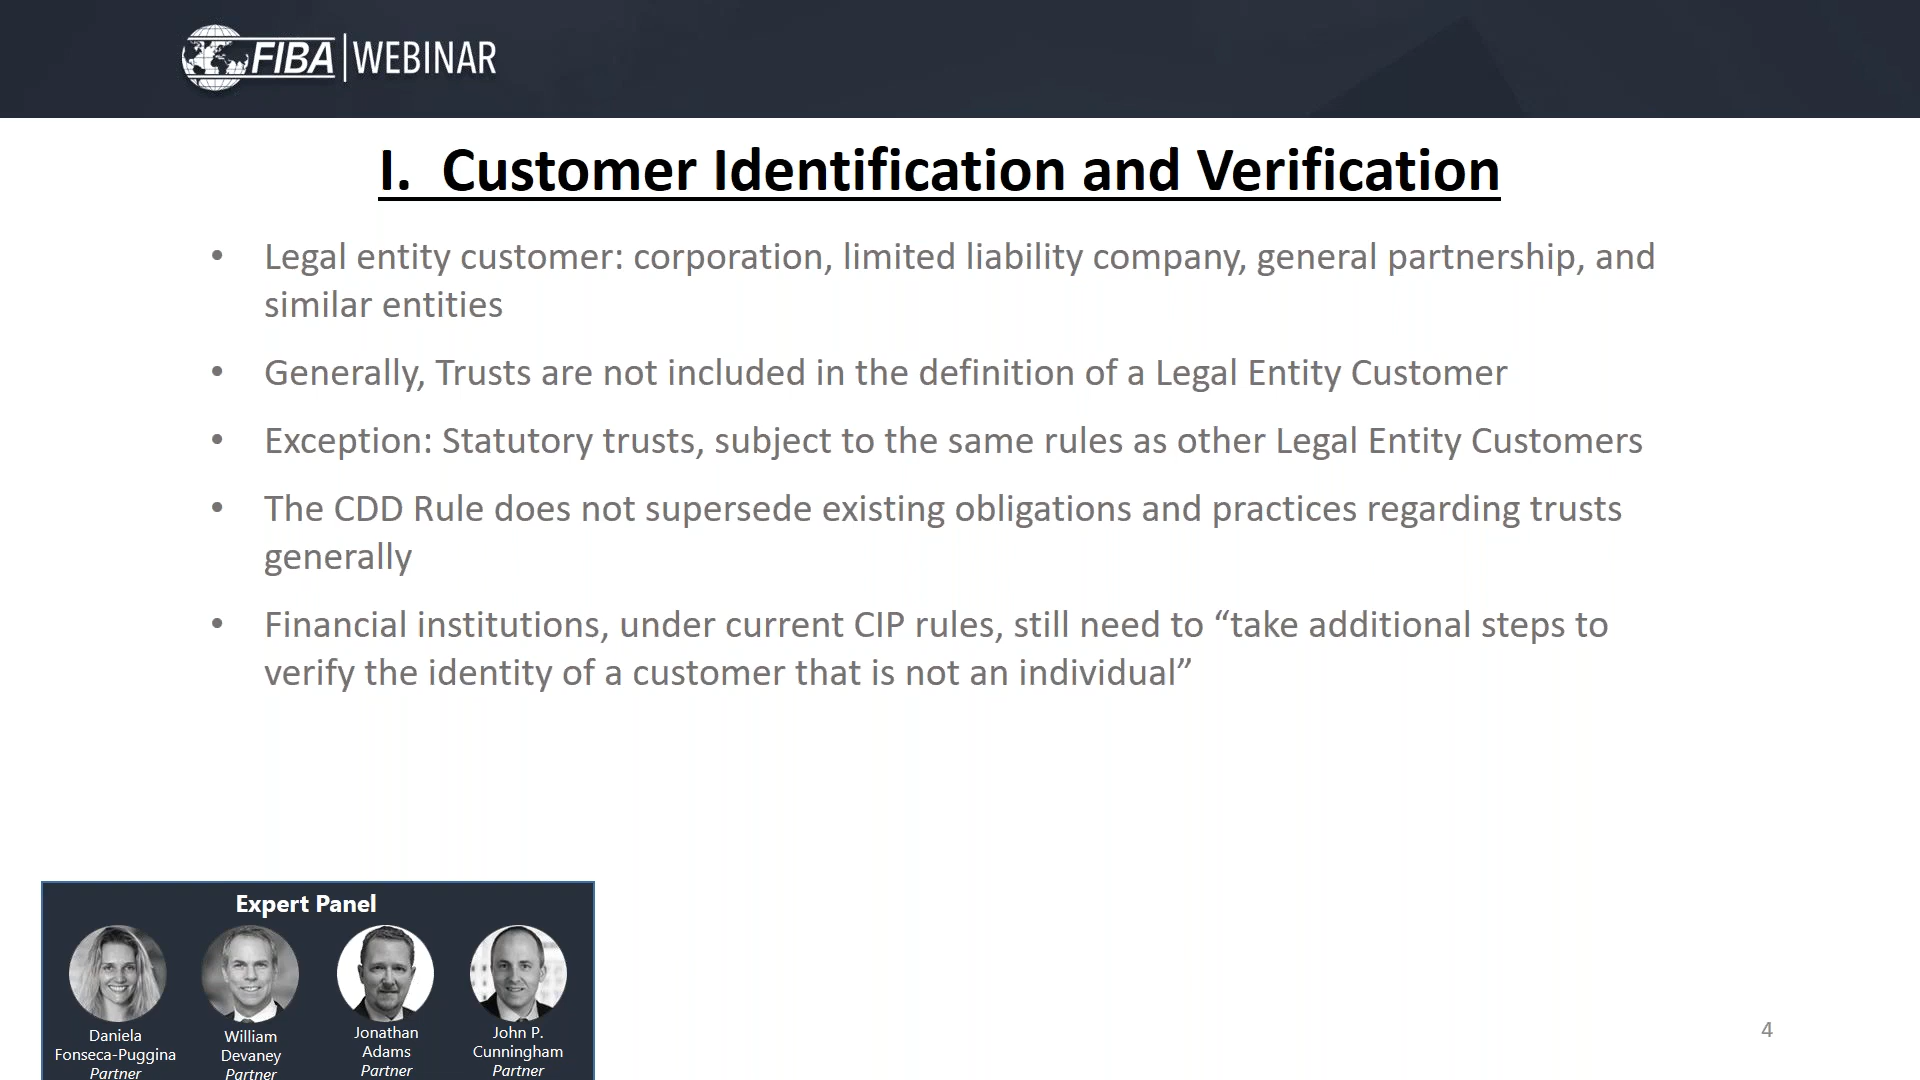 FIBA | WEBINAR
I. Customer Identification and Verification
• Legal entity customer: corporation, limited liability company, general partnership, and
similar entities
• Generally, Trusts are not included in the definition of a Legal Entity Customer
• Exception: Statutory trusts, subject to the same rules as other Legal Entity Customers
• The CDD Rule does not supersede existing obligations and practices regarding trusts
generally
• Financial institutions, under current CIP rules, still need to “take additional steps to
verify the identity of a customer that is not an individual”
Expert Panel
Daniela
Fonseca-Puggina
Partner
William
Devaney
Partner
Jonathan
Adams
Partner
John P.
Cunningham
Partner
4